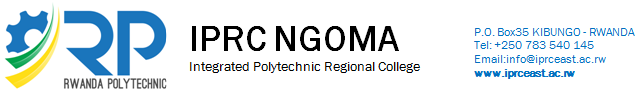 RP
RWANDA POLYTECHNIC
IPRC NGOMA
Integrated Polytechnic Regional College
P.O. Box35 KIBUNGO - RWANDA
Tel: +250 783 540 145
Email:info@iprceast.ac.rw
www.iprceast.ac.rw